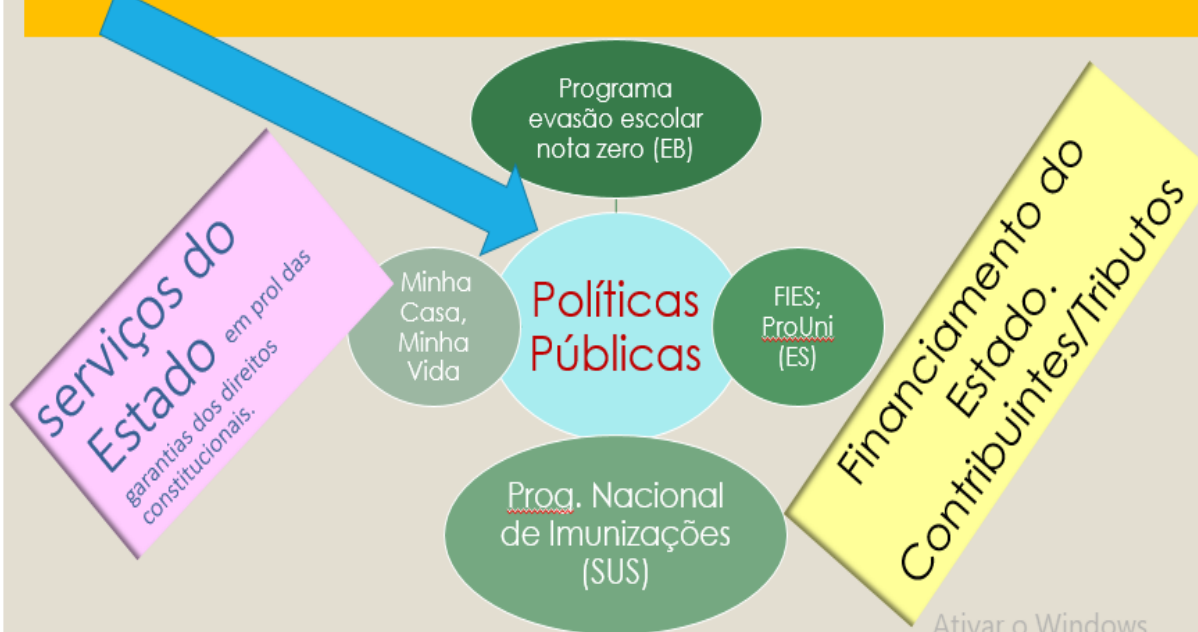 Programa
evasão escolar
nota zero (EB)
serviços do
Estado em prol das
garantias dos direitos
constitucionais.
Minha
Casa,
Minha
Vida
Políticas
Públicas
FIES;
ProUni
(ES)
Financiamento do
Estado.
Contribuintes/Tributos
Prog. Nacional
de Imunizações
(SUS)
Ativar o Windows